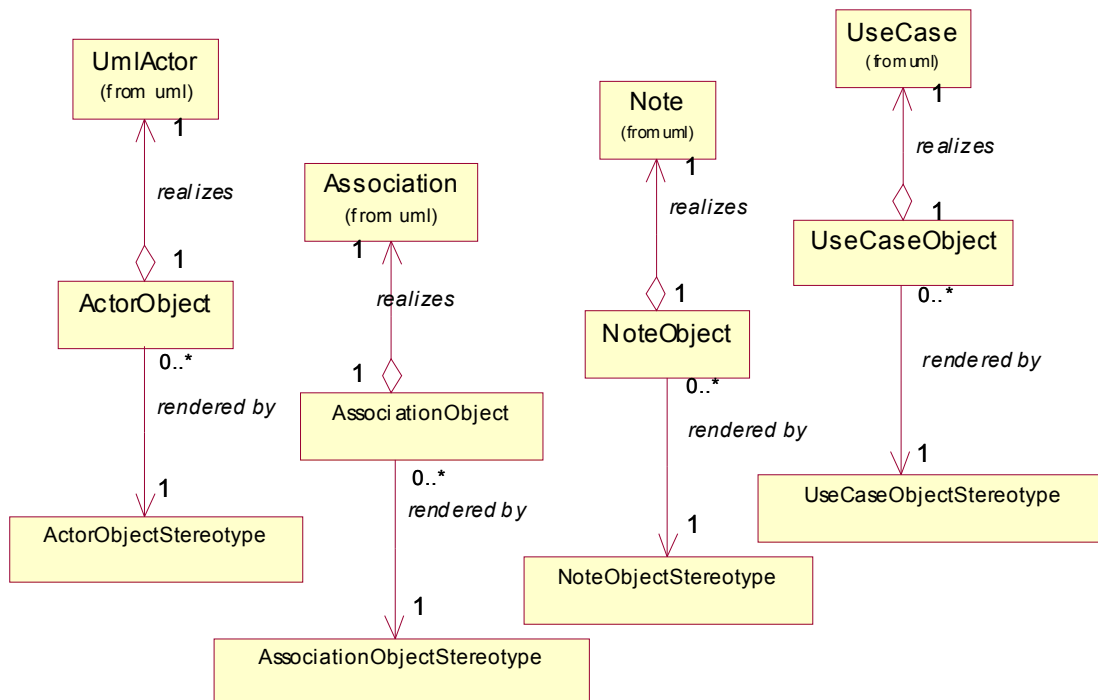 UmlActor
(from uml)
1
realizes
1
ActorObject
0..*
rendered by
1
ActorObjectStereotype
Association
(from uml)
1
realizes
1
AssociationObject
0..*
rendered by
1
AssociationObjectStereotype
Note
(from uml)
1
realizes
1
NoteObject
0..*
rendered by
1
NoteObjectStereotype
UseCase
(from uml)
1
realizes
1
UseCaseObject
0..*
rendered by
1
UseCaseObjectStereotype